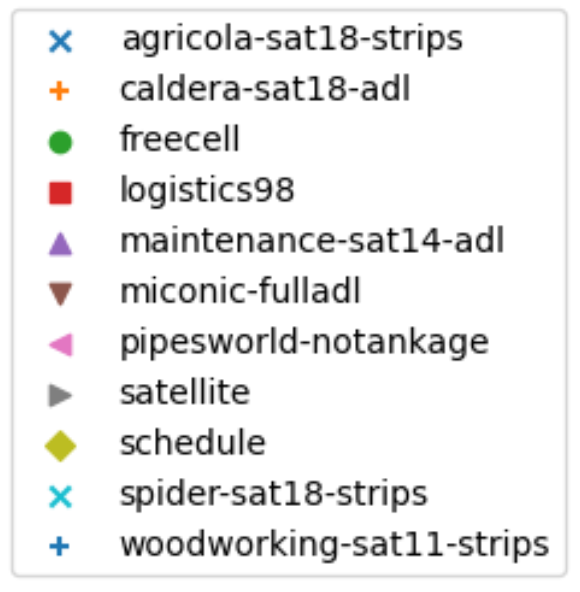 agricola-sat18-strips
caldera-sat18-adl
freecell
logistics98
maintenance-sat14-adl
miconic-fulladl
pipesworld-notankage
satellite
schedule
spider-sat18-strips
woodworking-sat11-strips